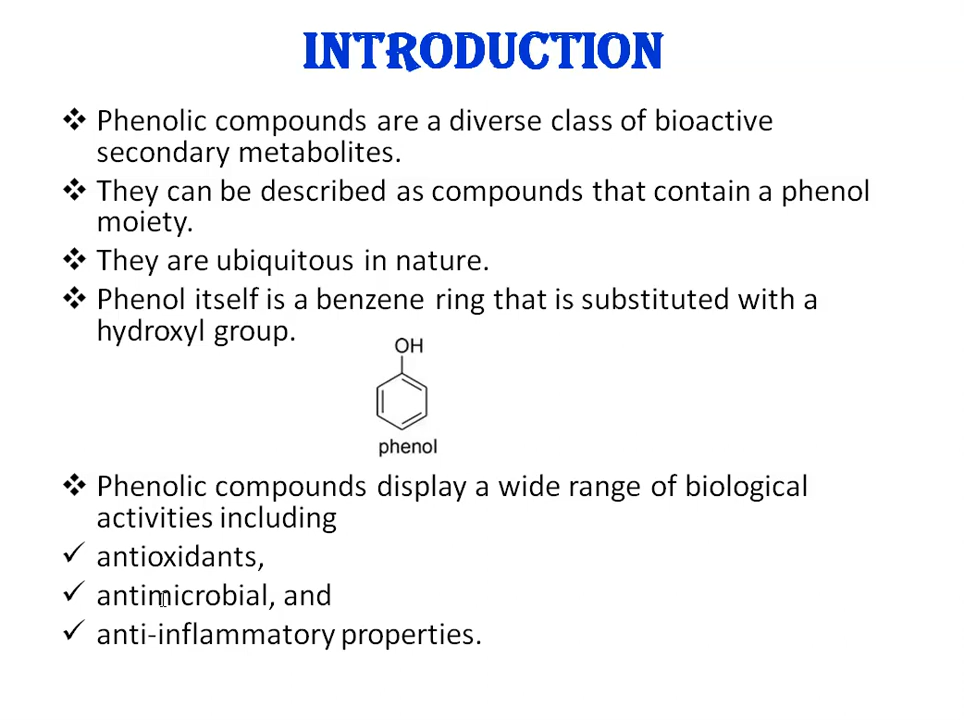 INTRODUCTION
❖ Phenolic compounds are a diverse class of bioactive
secondary metabolites.
❖ They can be described as compounds that contain a phenol
moiety.
❖ They are ubiquitous in nature.
❖ Phenol itself is a benzene ring that is substituted with a
hydroxyl group.
OH
phenol
❖ Phenolic compounds display a wide range of biological
activities including
✓ antioxidants,
✓ antimicrobial, and
✓ anti-inflammatory properties.